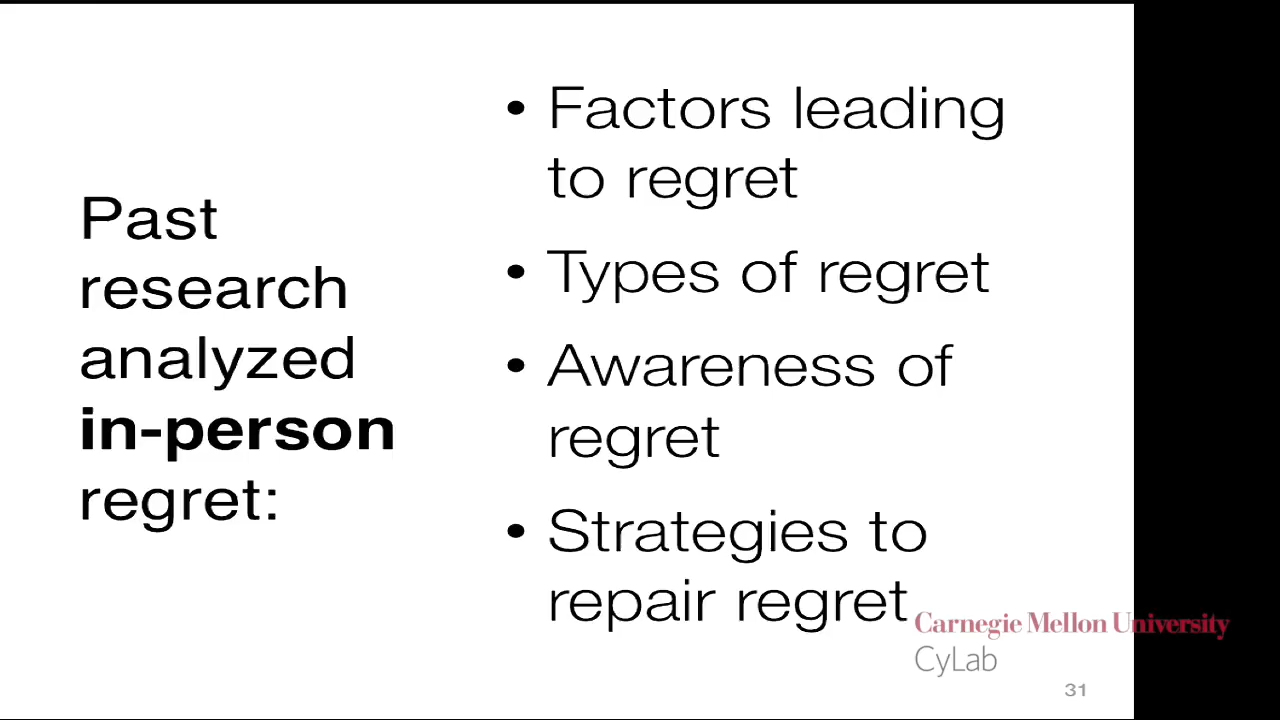 Past
research
analyzed
in-person
regret:
• Factors leading
to regret
• Types of regret
• Awareness of
regret
• Strategies to
repair regret
Carnegie Mellon University
CyLab
31